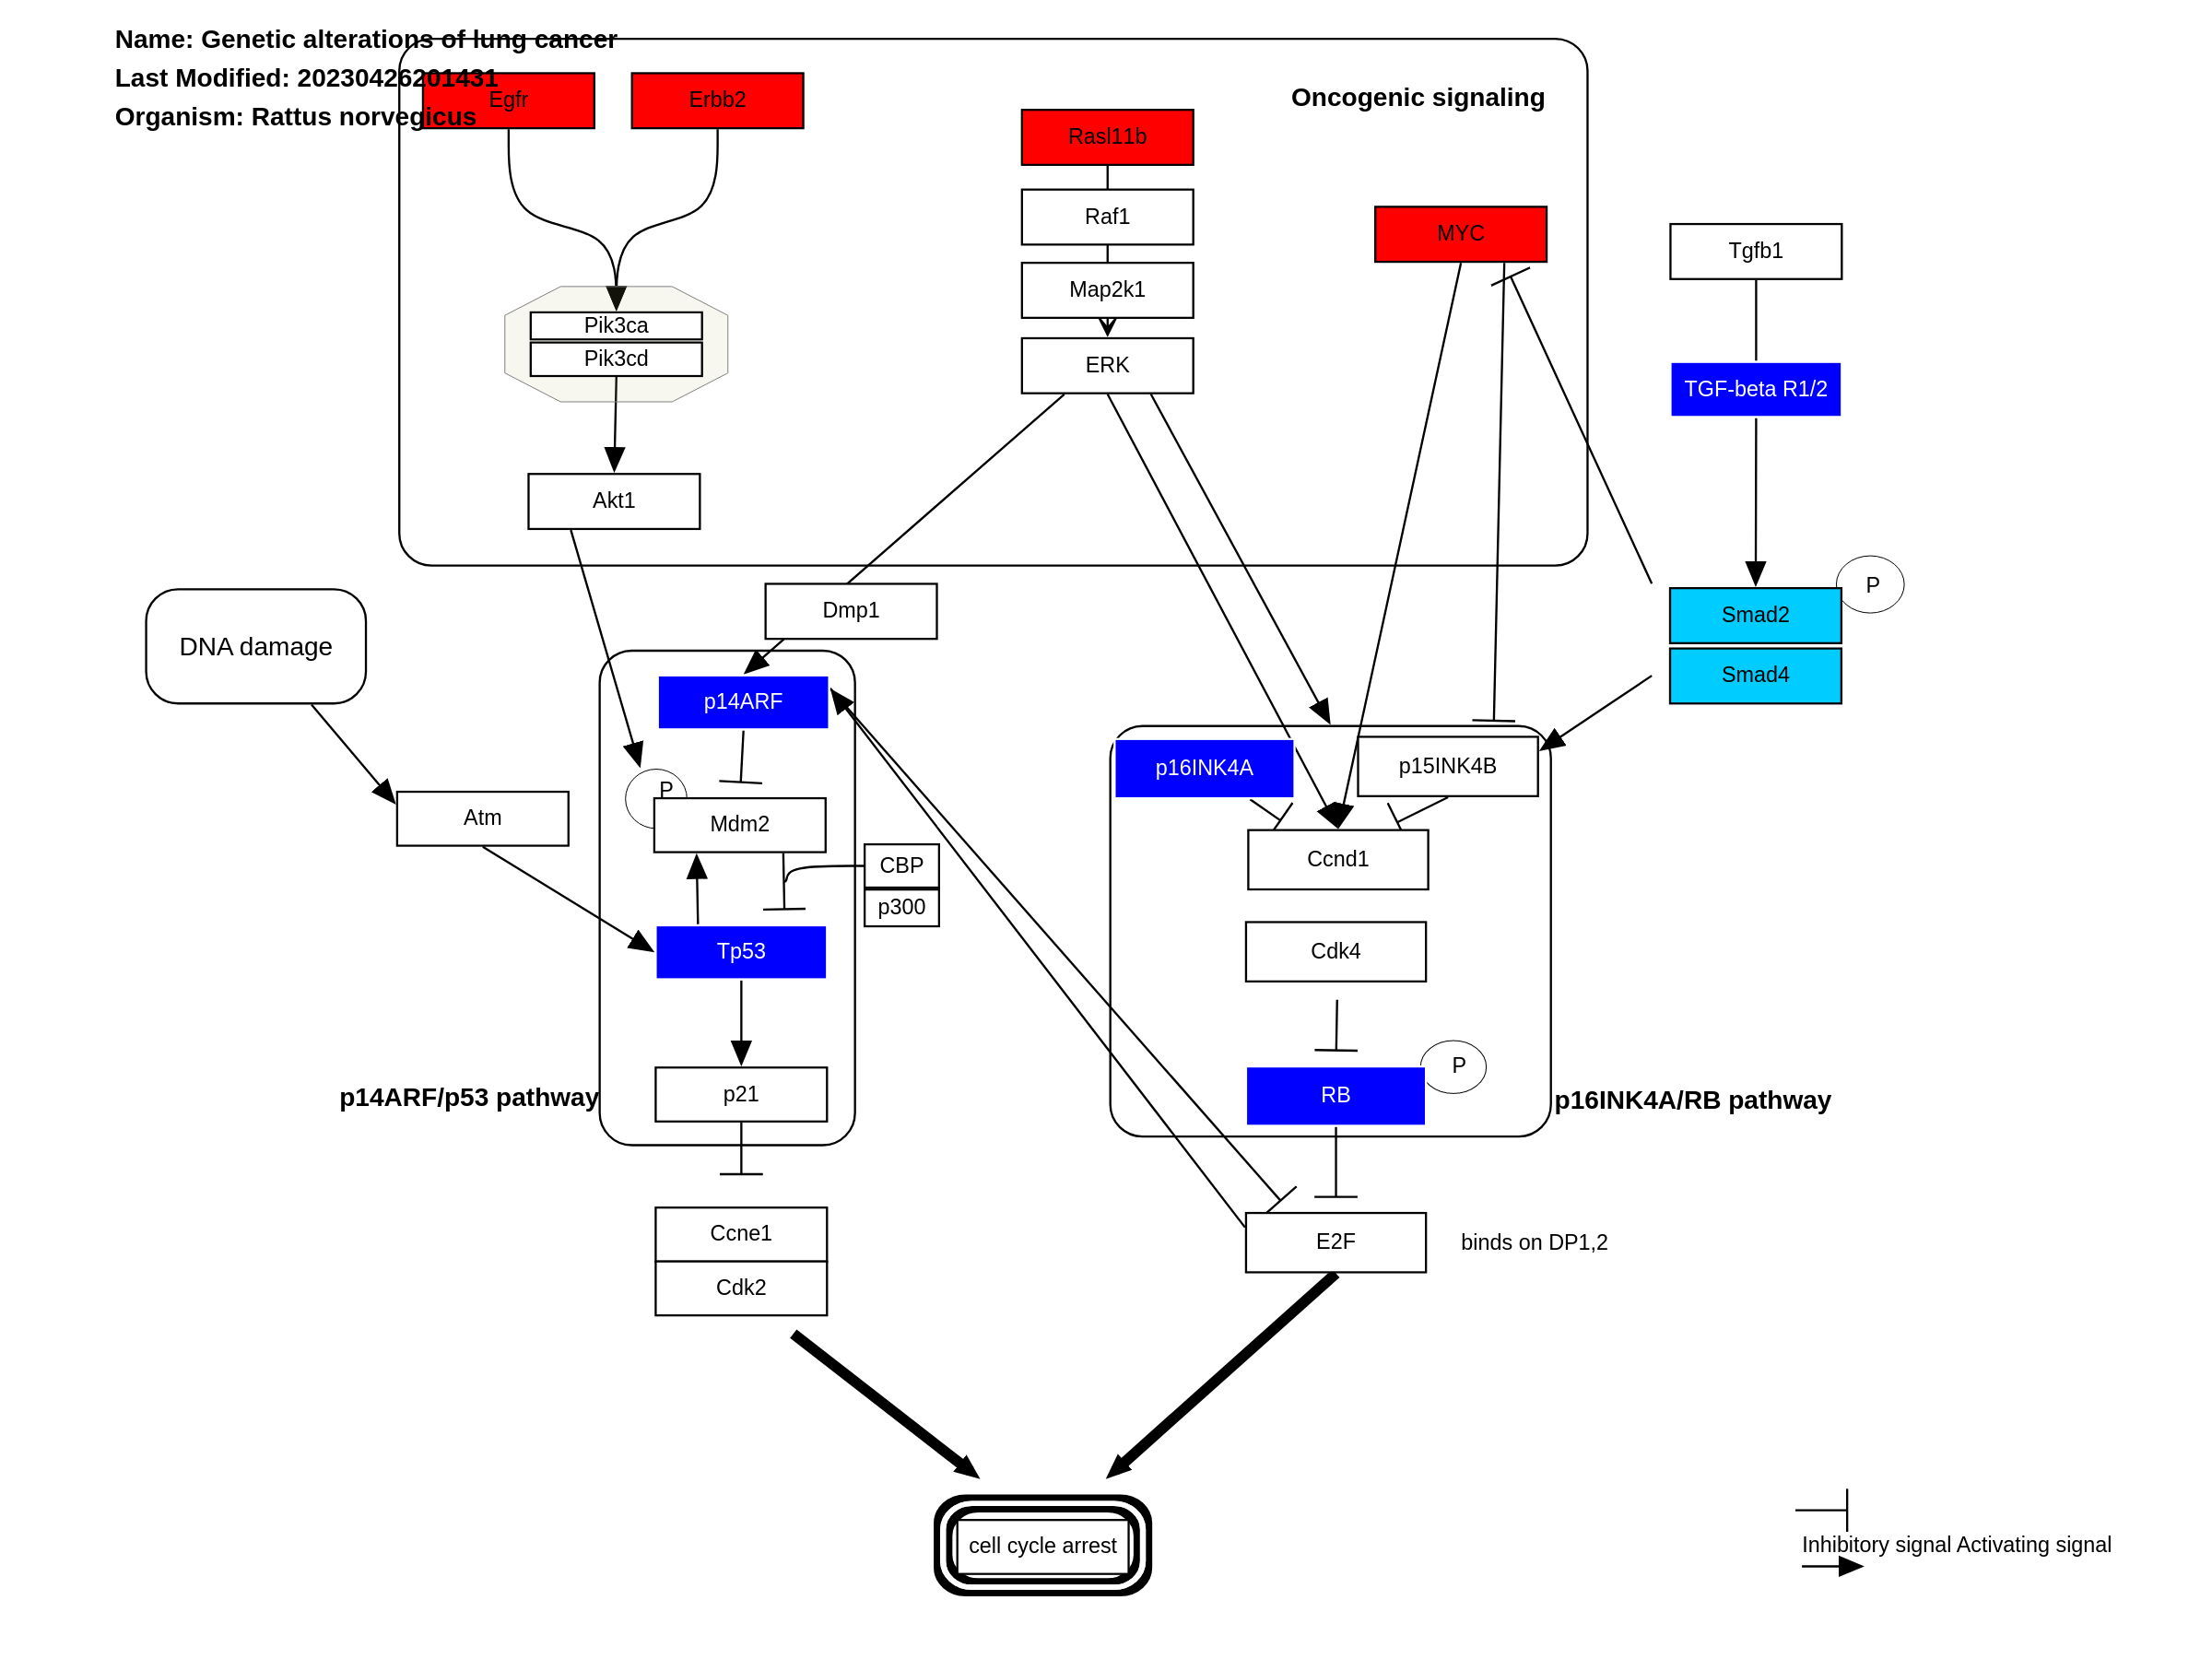 Name: Genetic alterations of lung cancer
Last Modified: 20230426201431
Organism: Rattus norvegicus
Egfr
Erbb2
Oncogenic signaling
Rasl11b
Raf1
MYC
Tgfb1
Map2k1
Pik3ca
Pik3cd
ERK
TGF-beta R1/2
Akt1
P
Dmp1
Smad2
DNA damage
Smad4
p14ARF
p16INK4A
p15INK4B
P
Atm
Mdm2
CBP
Ccnd1
p300
Tp53
Cdk4
P
p14ARF/p53 pathway
p21
RB
p16INK4A/RB pathway
Ccne1
E2F
binds on DP1,2
Cdk2
cell cycle arrest
Inhibitory signal Activating signal